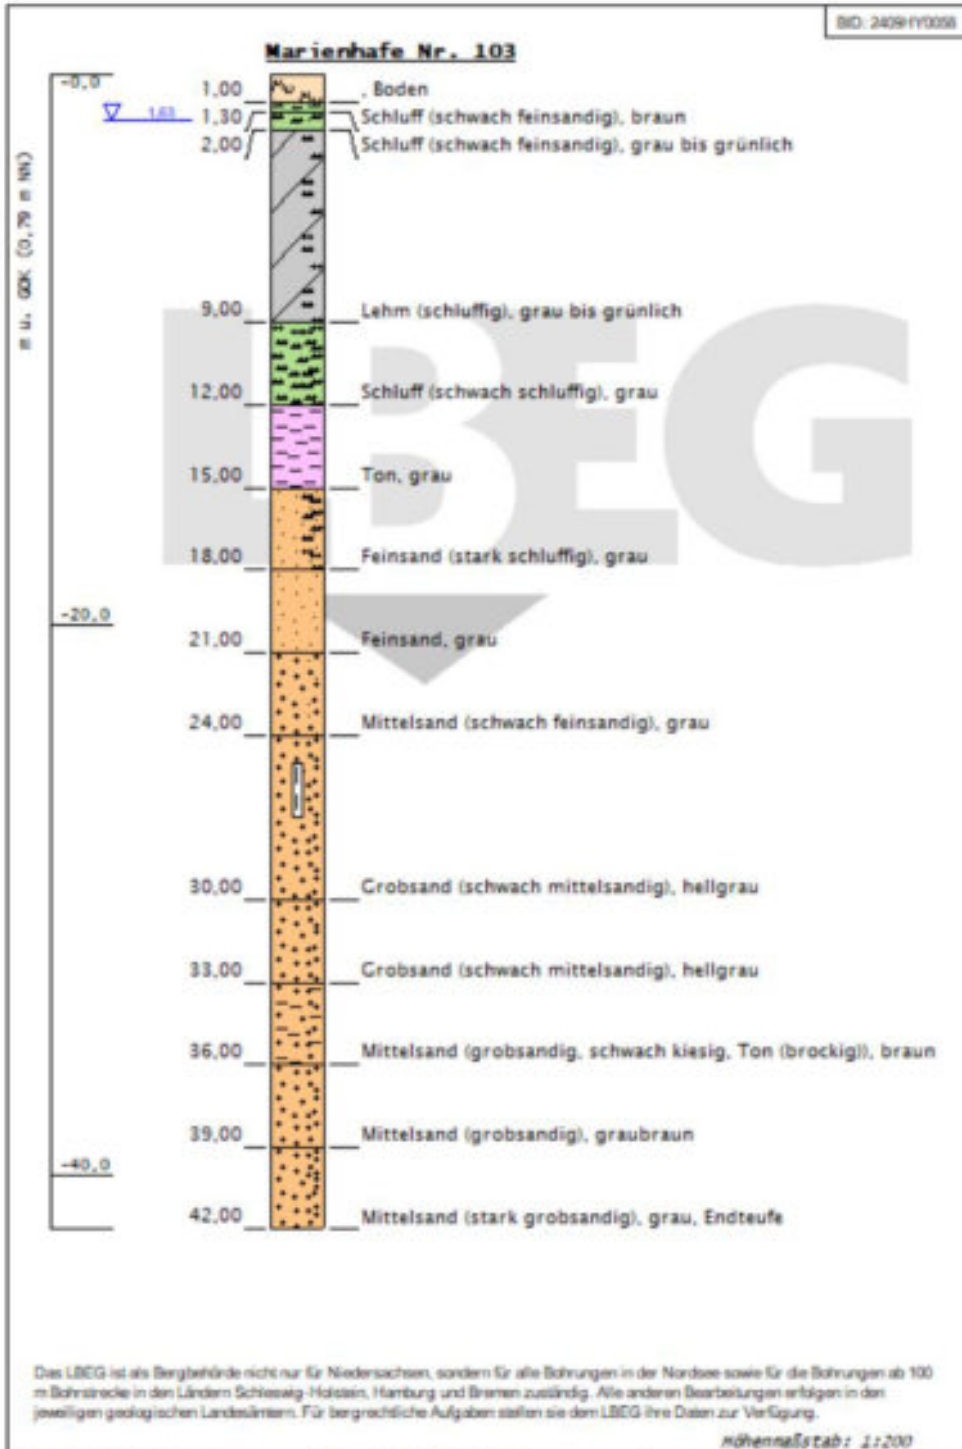 BID: 2409HY0058
Marienhafe Nr. 103
-0,0
1,63
m u. GOK (0,79 m NN)
1,00 , Boden
1,30 Schluff (schwach feinsandig), braun
2,00 Schluff (schwach feinsandig), grau bis grünlich
9,00 Lehm (schluffig), grau bis grünlich
LBEG
12,00 Schluff (schwach schluffig), grau
15,00 Ton, grau
18,00 Feinsand (stark schluffig), grau
-20,0
21,00 Feinsand, grau
24,00 Mittelsand (schwach feinsandig), grau
30,00 Grobsand (schwach mittelsandig), hellgrau
33,00 Grobsand (schwach mittelsandig), hellgrau
36,00 Mittelsand (grobsandig, schwach kiesig, Ton (brockig)), braun
39,00 Mittelsand (grobsandig), graubraun
-40,0
42,00 Mittelsand (stark grobsandig), grau, Endteufe
Das LBEG ist als Bergbehörde nicht nur für Niedersachsen, sondern für alle Bohrungen in der Nordsee sowie für die Bohrungen ab 100
m Bohrstrecke in den Ländern Schleswig-Holstein, Hamburg und Bremen zuständig. Alle anderen Bearbeitungen erfolgen in den
jeweiligen geologischen Landesämtern. Für bergrechtliche Aufgaben stellen sie dem LBEG ihre Daten zur Verfügung.
Höhenmaßstab: 1:200